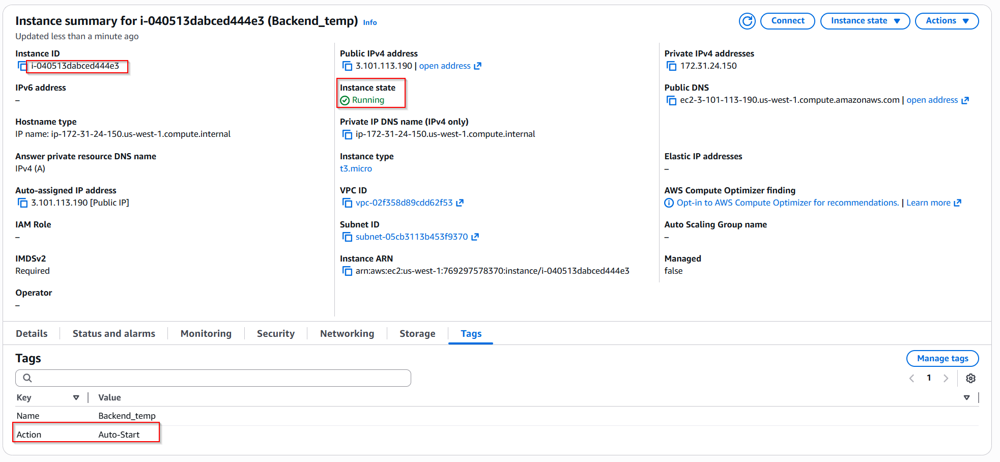 Instance summary for i-040513dabced444e3 (Backend_temp) Info
Updated less than a minute ago
Connect
Instance state
Actions
Instance ID
i-040513dabced444e3
Public IPv4 address
3.101.113.190 | open address
Private IPv4 addresses
172.31.24.150
IPv6 address
–
Instance state
Running
Public DNS
ec2-3-101-113-190.us-west-1.compute.amazonaws.com | open address
Hostname type
IP name: ip-172-31-24-150.us-west-1.compute.internal
Private IP DNS name (IPv4 only)
ip-172-31-24-150.us-west-1.compute.internal
Answer private resource DNS name
IPv4 (A)
Instance type
t3.micro
Elastic IP addresses
–
Auto-assigned IP address
3.101.113.190 [Public IP]
VPC ID
vpc-02f358d89cdd62f53
AWS Compute Optimizer finding
Opt-in to AWS Compute Optimizer for recommendations. | Learn more
IAM Role
–
Subnet ID
subnet-05cb3113b453f9370
Auto Scaling Group name
–
IMDSv2
Required
Instance ARN
arn:aws:ec2:us-west-1:769297578370:instance/i-040513dabced444e3
Managed
false
Operator
–
Details
Status and alarms
Monitoring
Security
Networking
Storage
Tags
Tags
Manage tags
1
Key
Value
Name
Backend_temp
Action
Auto-Start